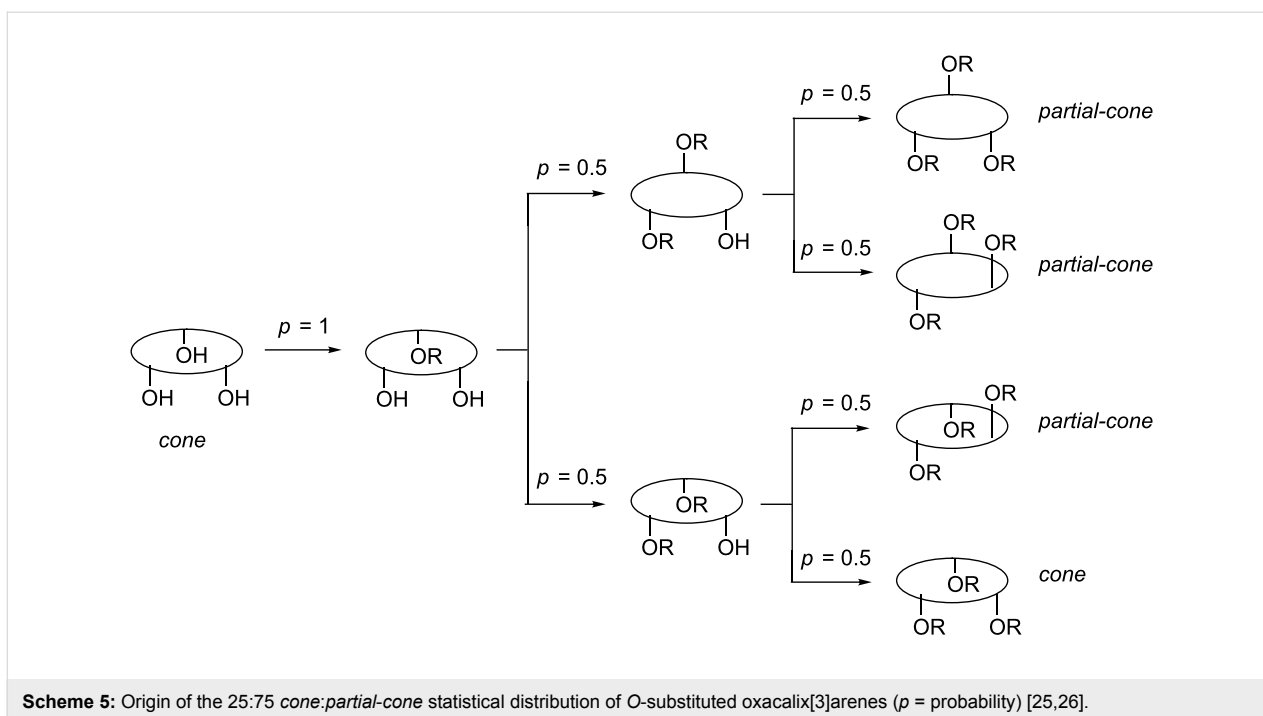 OR
p = 0.5
partial-cone
OR
OR
OR
p = 0.5
OR
OH
OR
p = 0.5
OR
partial-cone
OR
p = 1
OH
OR
OH
OH
OH
OH
cone
OR
p = 0.5
OR
partial-cone
OR
p = 0.5
OR
OR
OH
p = 0.5
cone
OR
OR
OR
Scheme 5: Origin of the 25:75 cone:partial-cone statistical distribution of O-substituted oxacalix[3]arenes (p = probability) [25,26].